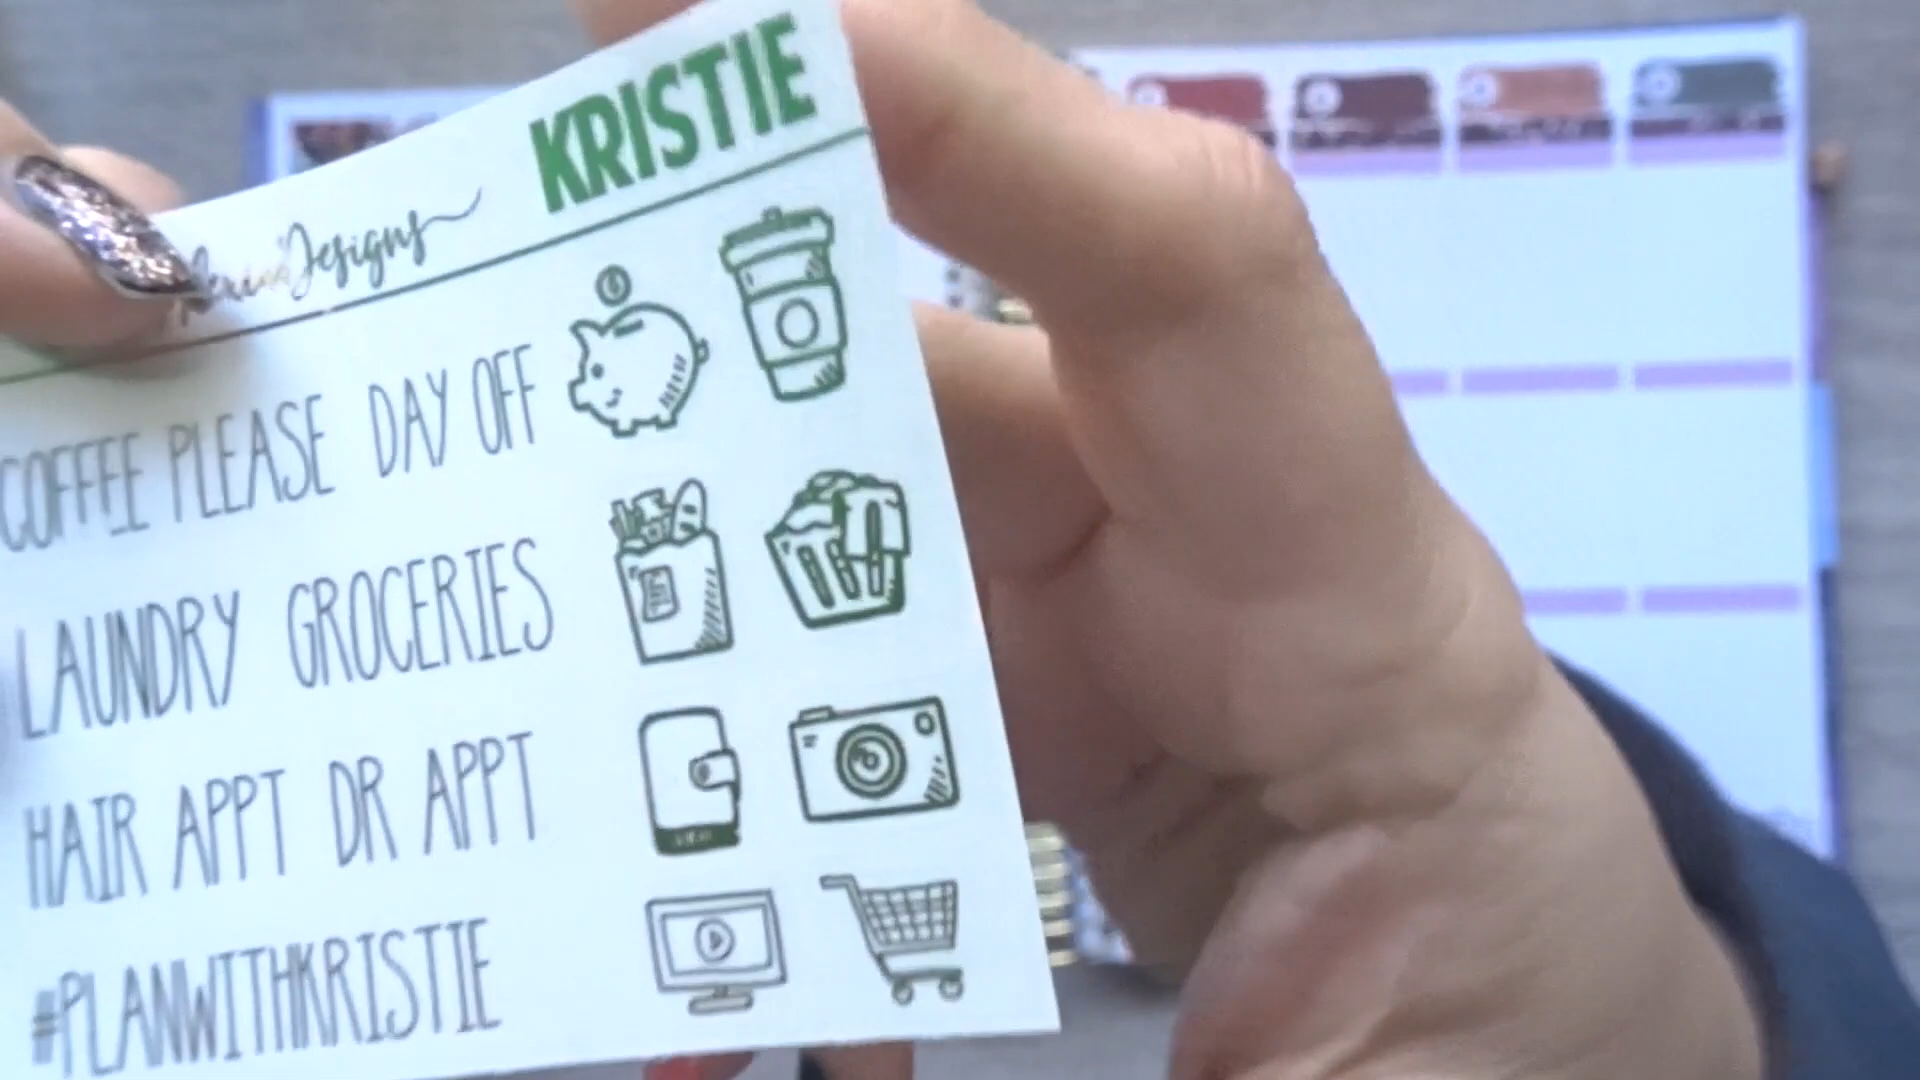 Designs KRISTIE
COFFEE PLEASE DAY OFF
LAUNDRY GROCERIES
HAIR APPT DR APPT
#PLANWITHKRISTIE